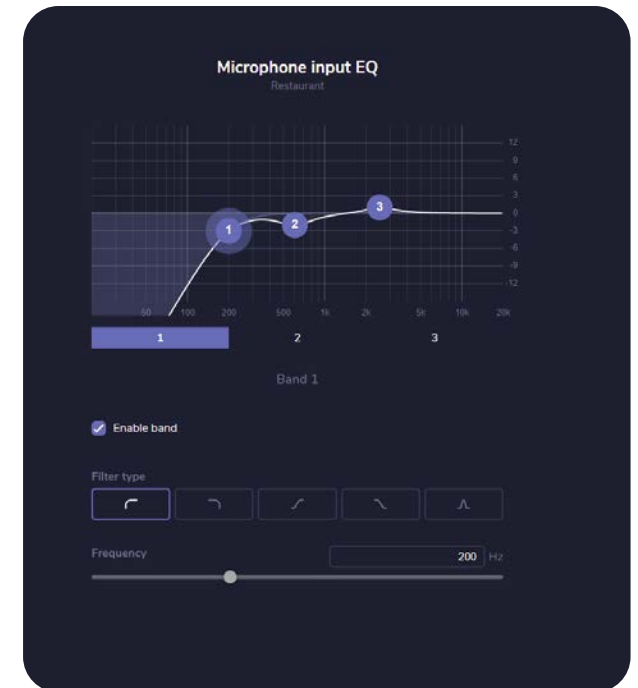 Microphone input EQ
Restaurant
12
9
6
3
0
-3
-6
-9
-12
1
2
3
50 100 200 500 1k 2k 5k 10k 20k
1 2 3
Band 1
Enable band
Filter type
Frequency 200 Hz